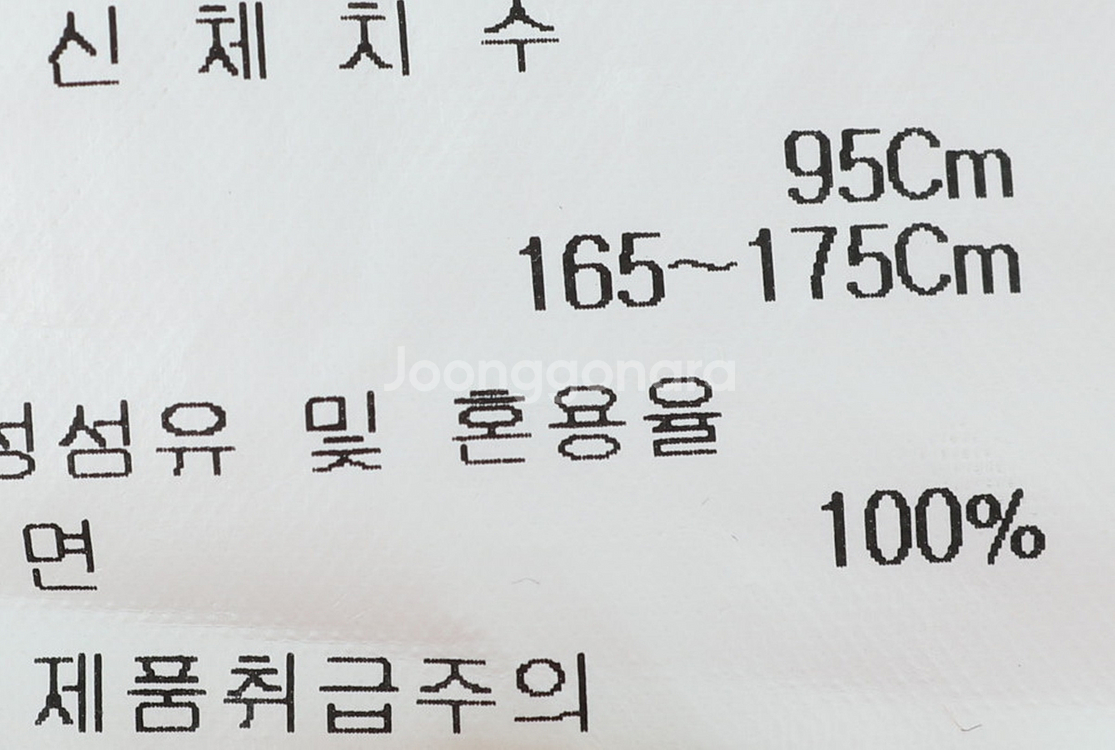 신 체 치 수
95Cm
165~175Cm
Joonggonara
성섬유 및 혼용율
면 100%
제품취급주의